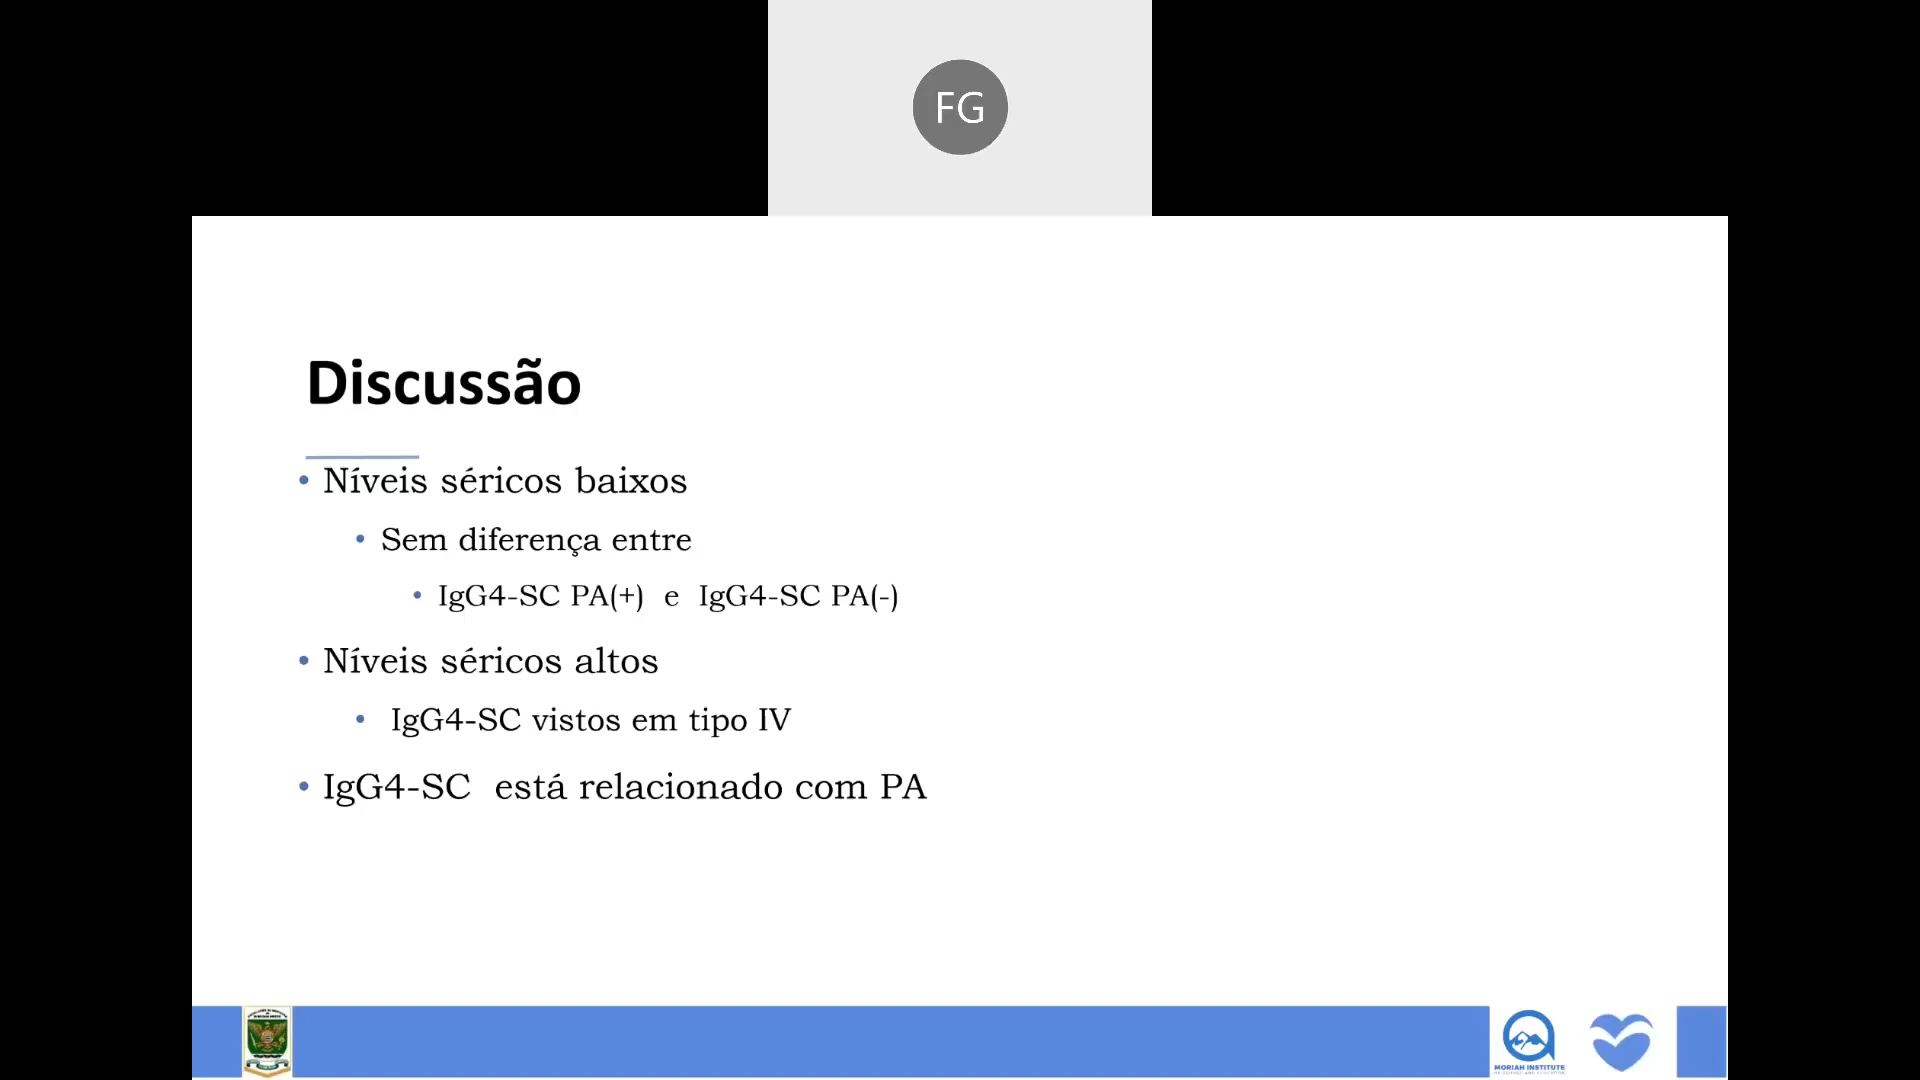 FG
Discussão
• Níveis séricos baixos
• Sem diferença entre
• IgG4-SC PA(+) e IgG4-SC PA(-)
• Níveis séricos altos
• IgG4-SC vistos em tipo IV
• IgG4-SC está relacionado com PA
MORIAH INSTITUTE